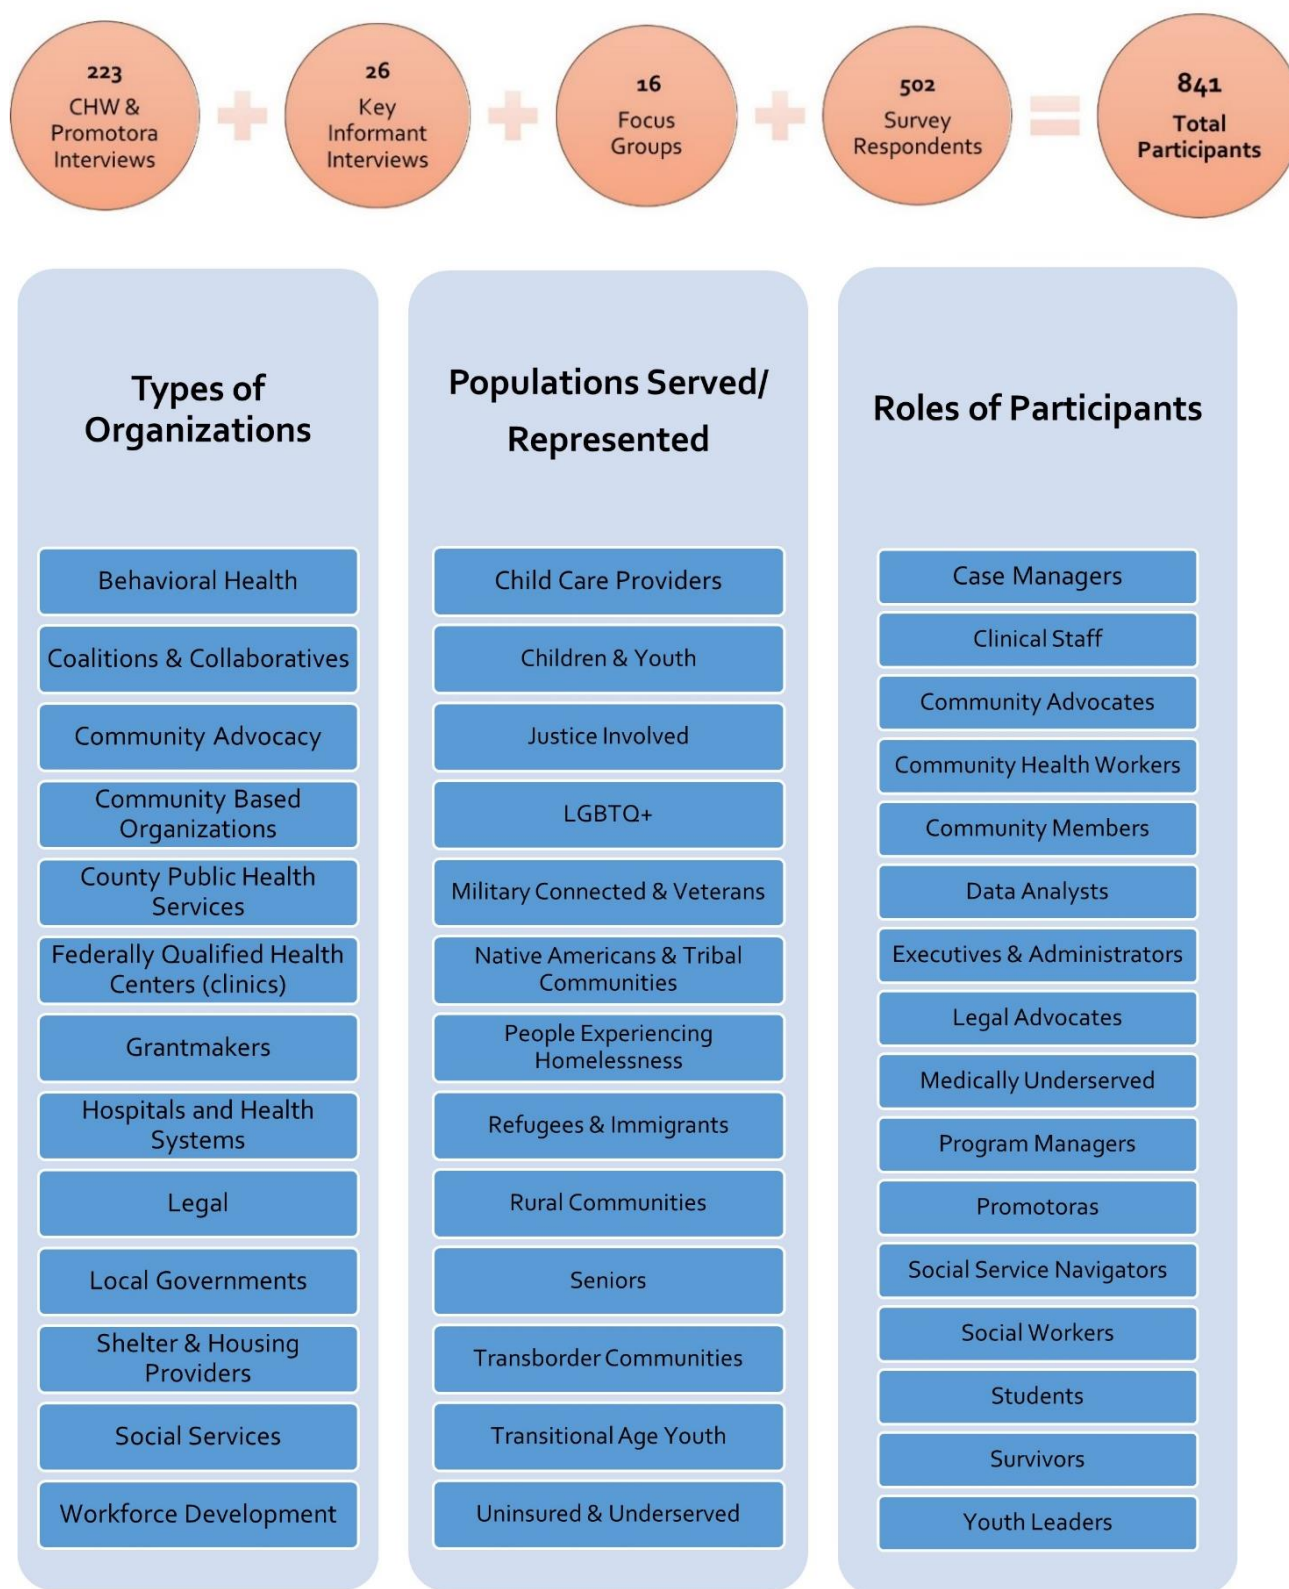 223
CHW &
Promotora
Interviews
26
Key
Informant
Interviews
16
Focus
Groups
502
Survey
Respondents
841
Total
Participants
Types of
Organizations
Behavioral Health
Coalitions & Collaboratives
Community Advocacy
Community Based
Organizations
County Public Health
Services
Federally Qualified Health
Centers (clinics)
Grantmakers
Hospitals and Health
Systems
Legal
Local Governments
Shelter & Housing
Providers
Social Services
Workforce Development
Populations Served/
Represented
Child Care Providers
Children & Youth
Justice Involved
LGBTQ+
Military Connected & Veterans
Native Americans & Tribal
Communities
People Experiencing
Homelessness
Refugees & Immigrants
Rural Communities
Seniors
Transborder Communities
Transitional Age Youth
Uninsured & Underserved
Roles of Participants
Case Managers
Clinical Staff
Community Advocates
Community Health Workers
Community Members
Data Analysts
Executives & Administrators
Legal Advocates
Medically Underserved
Program Managers
Promotoras
Social Service Navigators
Social Workers
Students
Survivors
Youth Leaders